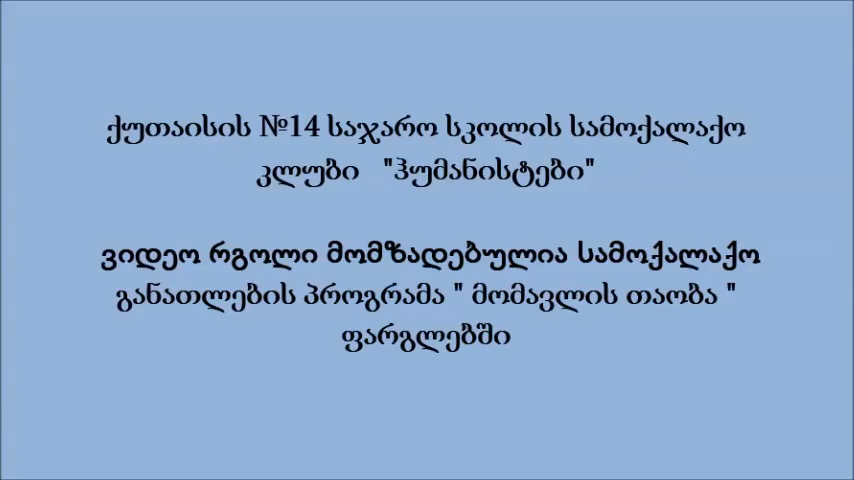 ქუთაისის №14 საჯარო სკოლის სამოქალაქო
კლუბი "ჰუმანისტები"
ვიდეო რგოლი მომზადებულია სამოქალაქო
განათლების პროგრამა " მომავლის თაობა "
ფარგლებში